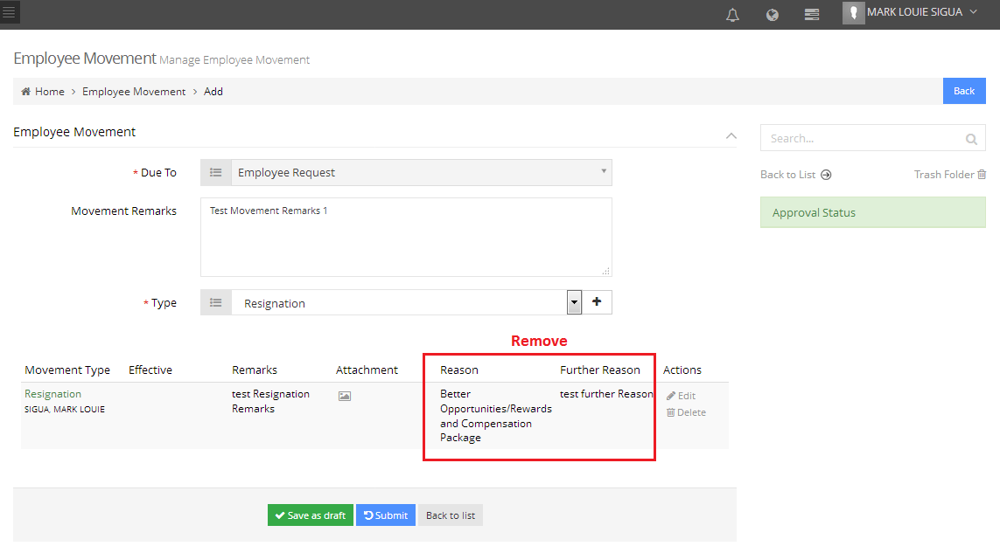 MARK LOUIE SIGUA
Employee Movement Manage Employee Movement
Home > Employee Movement > Add
Back
Employee Movement
Search...
* Due To
Employee Request
Back to List
Trash Folder
Movement Remarks
Test Movement Remarks 1
Approval Status
* Type
Resignation
Remove
Movement Type Effective Remarks Attachment Reason Further Reason Actions
Resignation
SIGUA, MARK LOUIE
test Resignation
Remarks
Better
Opportunities/Rewards
and Compensation
Package
test further Reason
Edit
Delete
Save as draft
Submit
Back to list